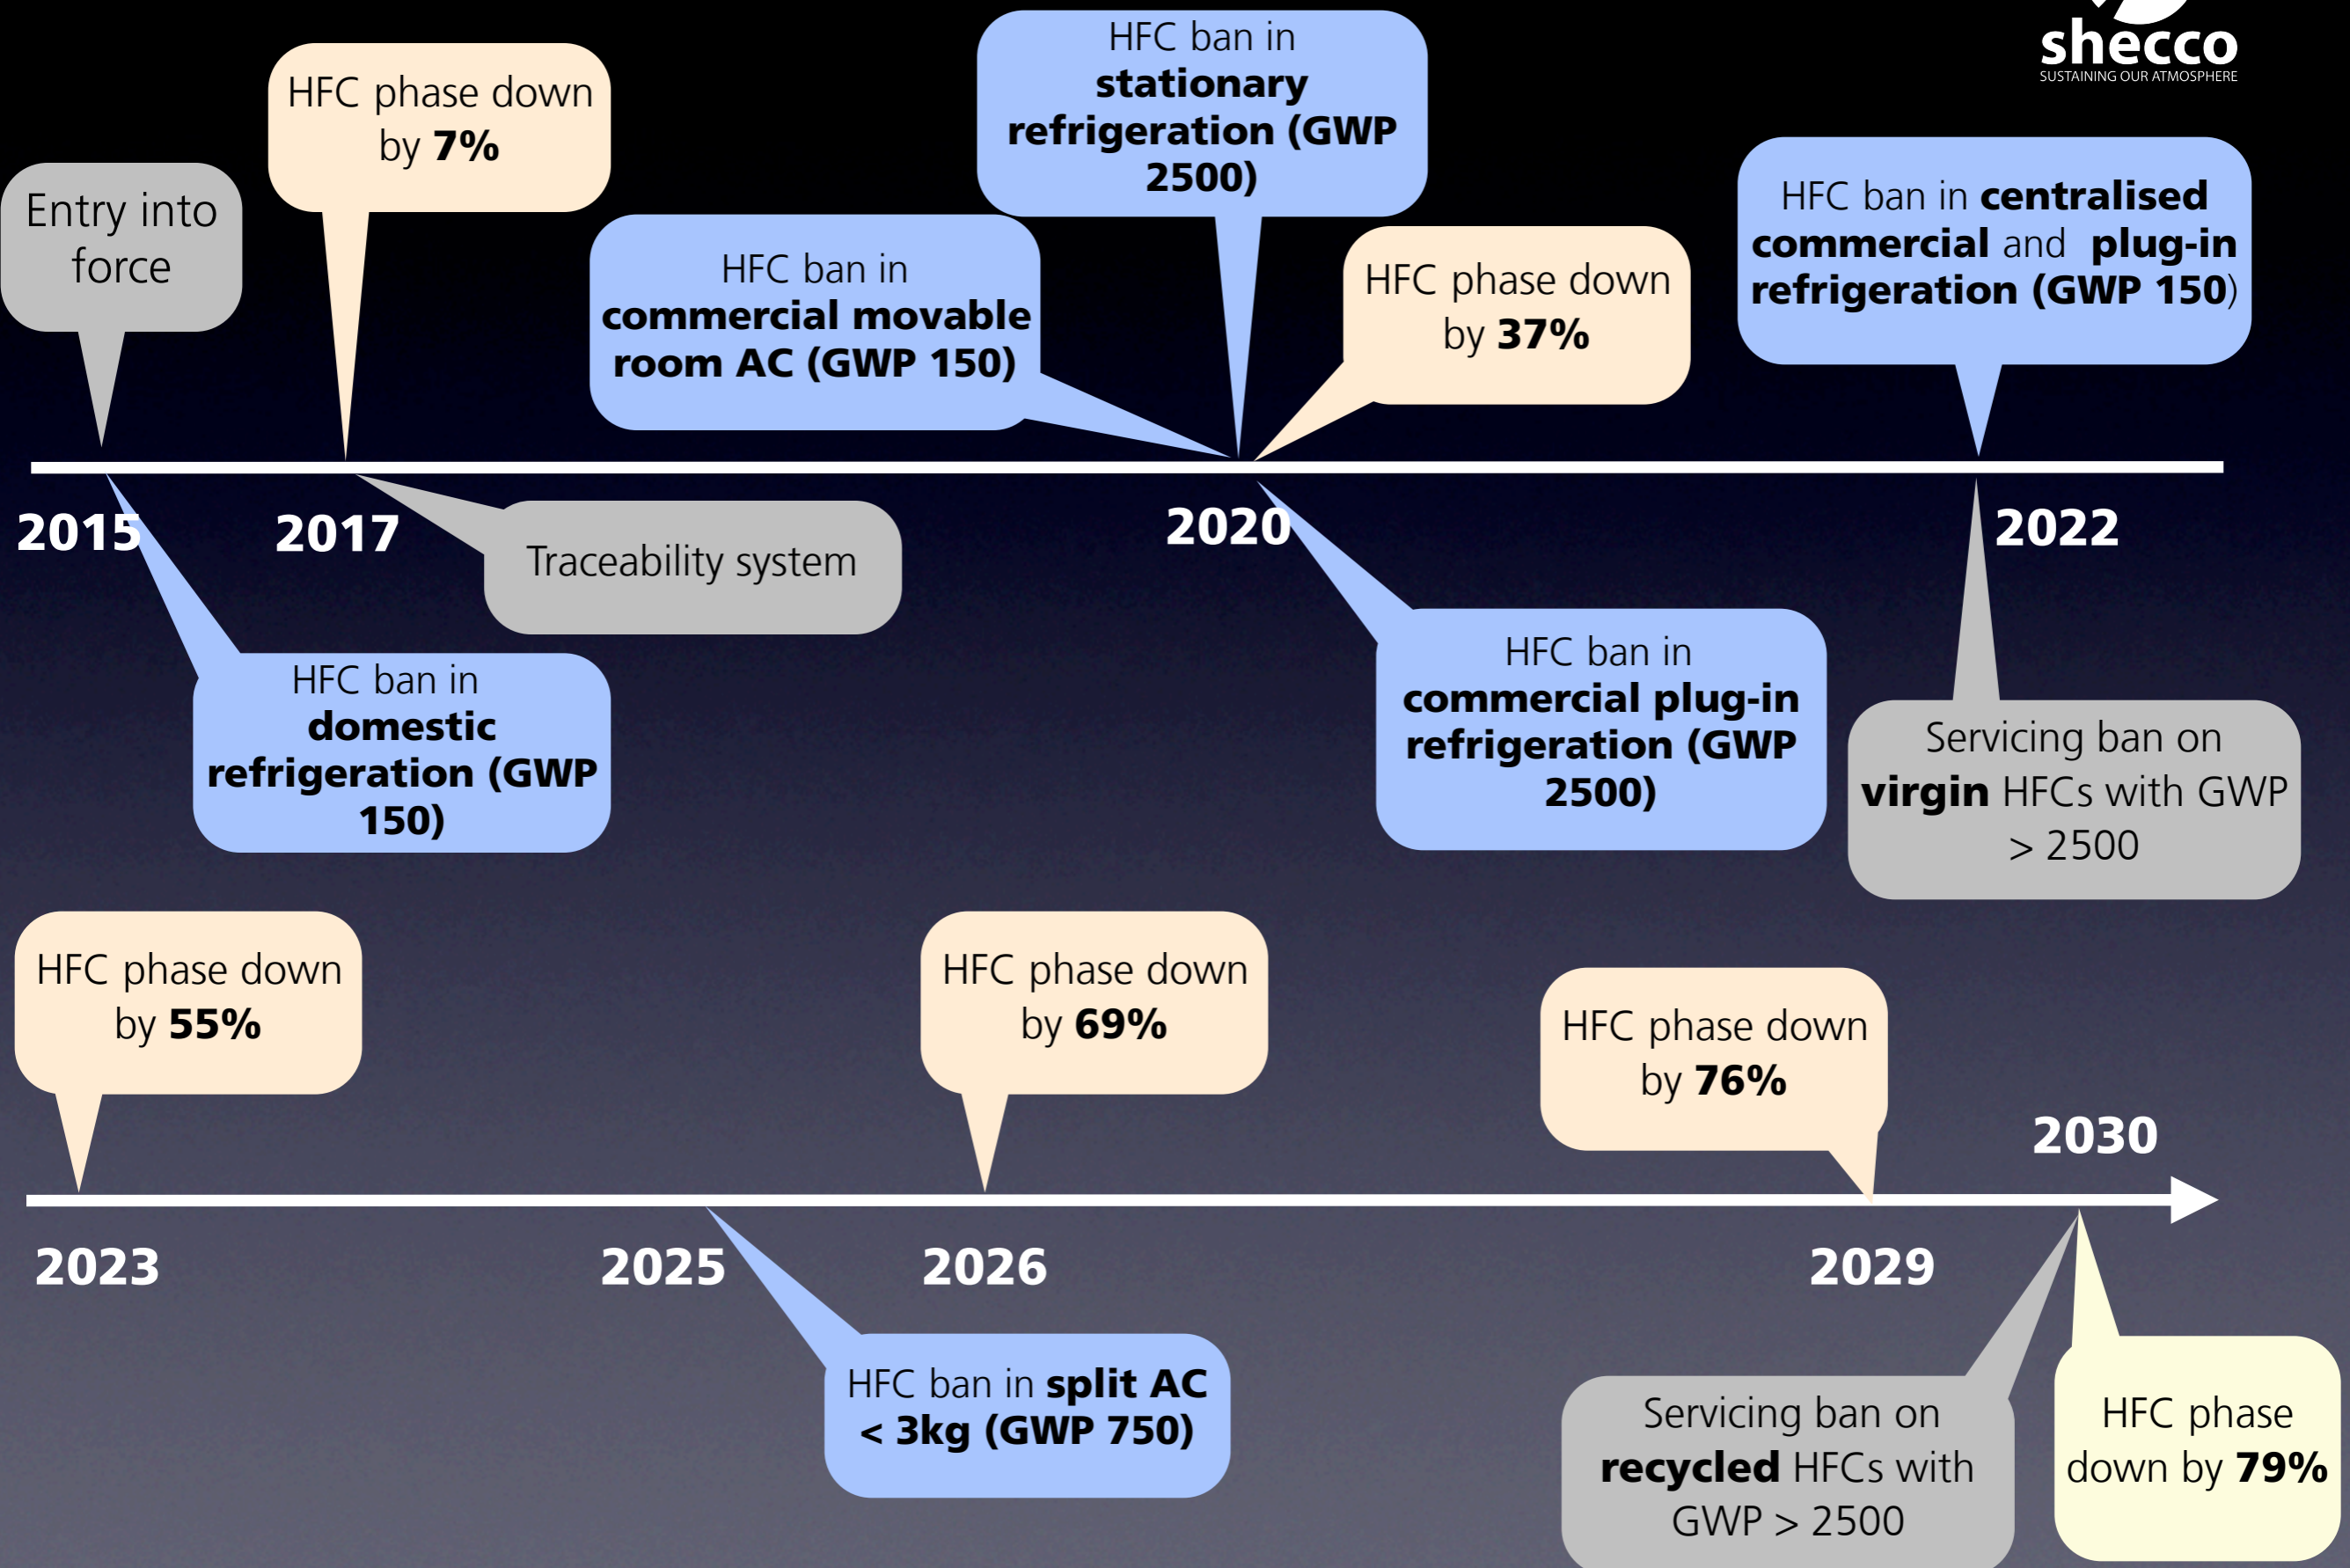 shecco
SUSTAINING OUR ATMOSPHERE
Entry into
force
HFC phase down
by 7%
HFC ban in
commercial movable
room AC (GWP 150)
HFC ban in
stationary
refrigeration (GWP
2500)
HFC phase down
by 37%
HFC ban in centralised
commercial and plug-in
refrigeration (GWP 150)
2015
2017
2020
2022
Traceability system
HFC ban in
domestic
refrigeration (GWP
150)
HFC ban in
commercial plug-in
refrigeration (GWP
2500)
Servicing ban on
virgin HFCs with GWP
> 2500
HFC phase down
by 55%
HFC phase down
by 69%
HFC phase down
by 76%
2030
2023
2025
2026
2029
HFC ban in split AC
< 3kg (GWP 750)
Servicing ban on
recycled HFCs with
GWP > 2500
HFC phase
down by 79%